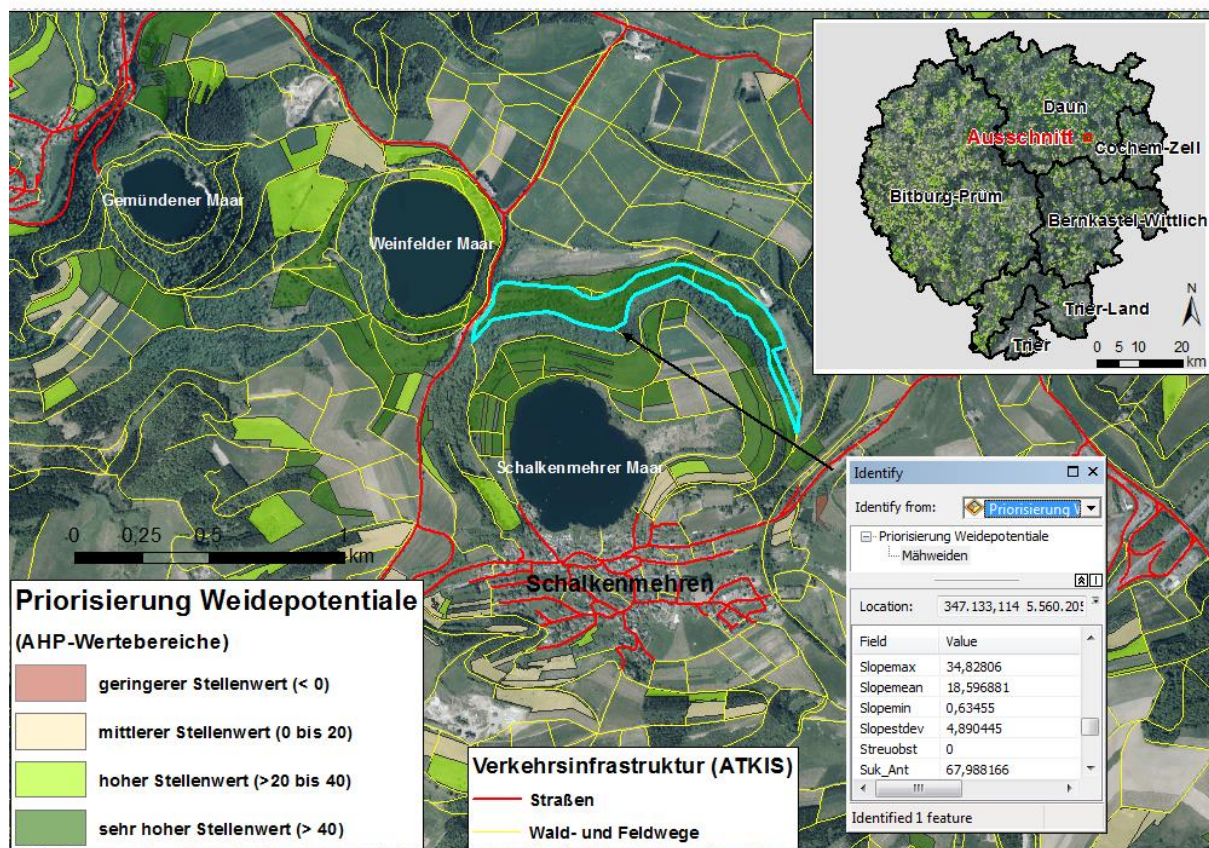 Gemündener Maar
Weinfelder Maar
Schalkenmehrer Maar
Schalkenmehren
0 0,25 0,5 1
km
Daun
Ausschnitt
Cochem-Zell
Bitburg-Prüm
Bernkastel-Wittlich
Trier-Land
Trier
N
0 5 10 20
km
Priorisierung Weidepotentiale
(AHP-Wertebereiche)
geringerer Stellenwert (< 0)
mittlerer Stellenwert (0 bis 20)
hoher Stellenwert (>20 bis 40)
sehr hoher Stellenwert (> 40)
Verkehrsinfrastruktur (ATKIS)
Straßen
Wald- und Feldwege
Identify
Identify from: Priorisierung
Priorisierung Weidepotentiale
Mähweiden
Location: 347.133,114 5.560.205
Field Value
Slopemax 34,82806
Slopemean 18,596881
Slopemin 0,63455
Slopestdev 4,890445
Streuobst 0
Suk_Ant 67,988166
Identified 1 feature